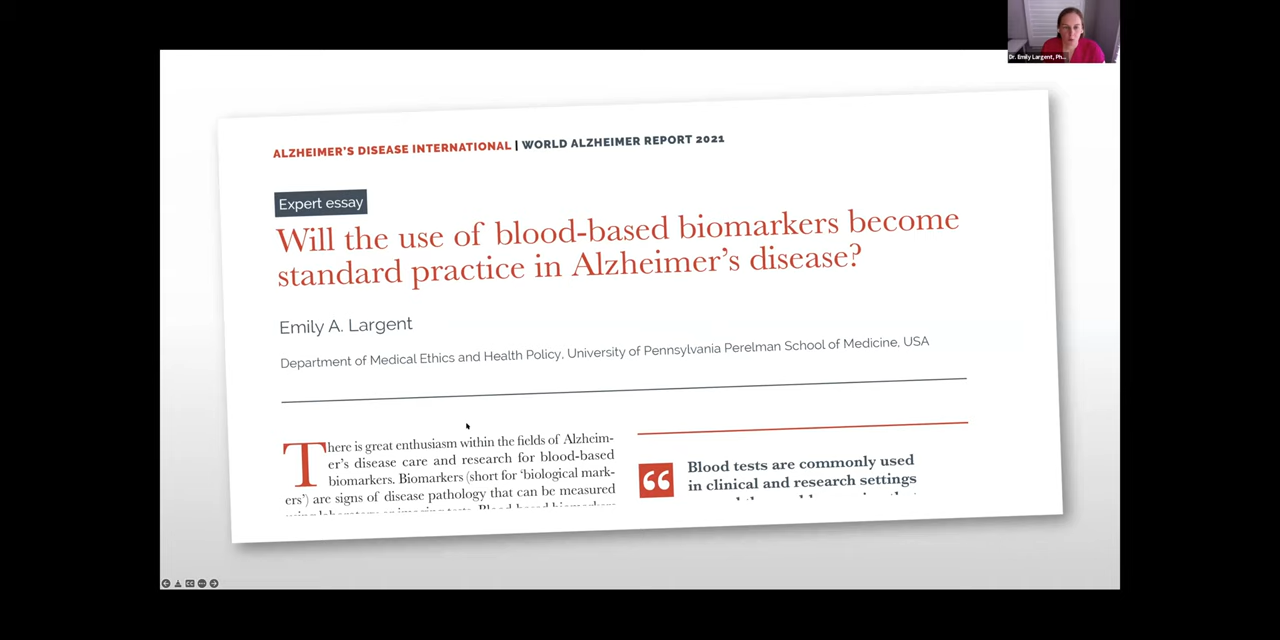 Dr. Emily Largent, Ph...
ALZHEIMER'S DISEASE INTERNATIONAL | WORLD ALZHEIMER REPORT 2021
Expert essay
Will the use of blood-based biomarkers become
standard practice in Alzheimer's disease?
Emily A. Largent
Department of Medical Ethics and Health Policy, University of Pennsylvania Perelman School of Medicine, USA
There is great enthusiasm within the fields of Alzheim-
er's disease care and research for blood-based
biomarkers. Biomarkers (short for 'biological mark-
ers') are signs of disease pathology that can be measured
Blood tests are commonly used
in clinical and research settings